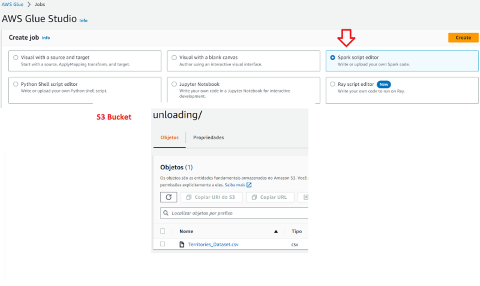 AWS Glue > Jobs
AWS Glue Studio Info
Create job Info
Create
Visual with a source and target
Start with a source, ApplyMapping transform, and target.
Visual with a blank canvas
Author using an interactive visual interface.
Spark script editor
Write or upload your own Spark code.
Python Shell script editor
Write or upload your own Python shell script.
Jupyter Notebook
Write your own code in a Jupyter Notebook for interactive
development.
Ray script editor New
Write your own code to run on Ray.
S3 Bucket
unloading/
Objetos
Propriedades
Objetos (1)
Os objetos são as entidades fundamentais armazenadas no Amazon S3. Você
permissões explicitamente a elas. Saiba mais
Copiar URI do S3
Copiar URL
Localizar objetos por prefixo
Nome
Tipo
Territories_Dataset.csv
csv